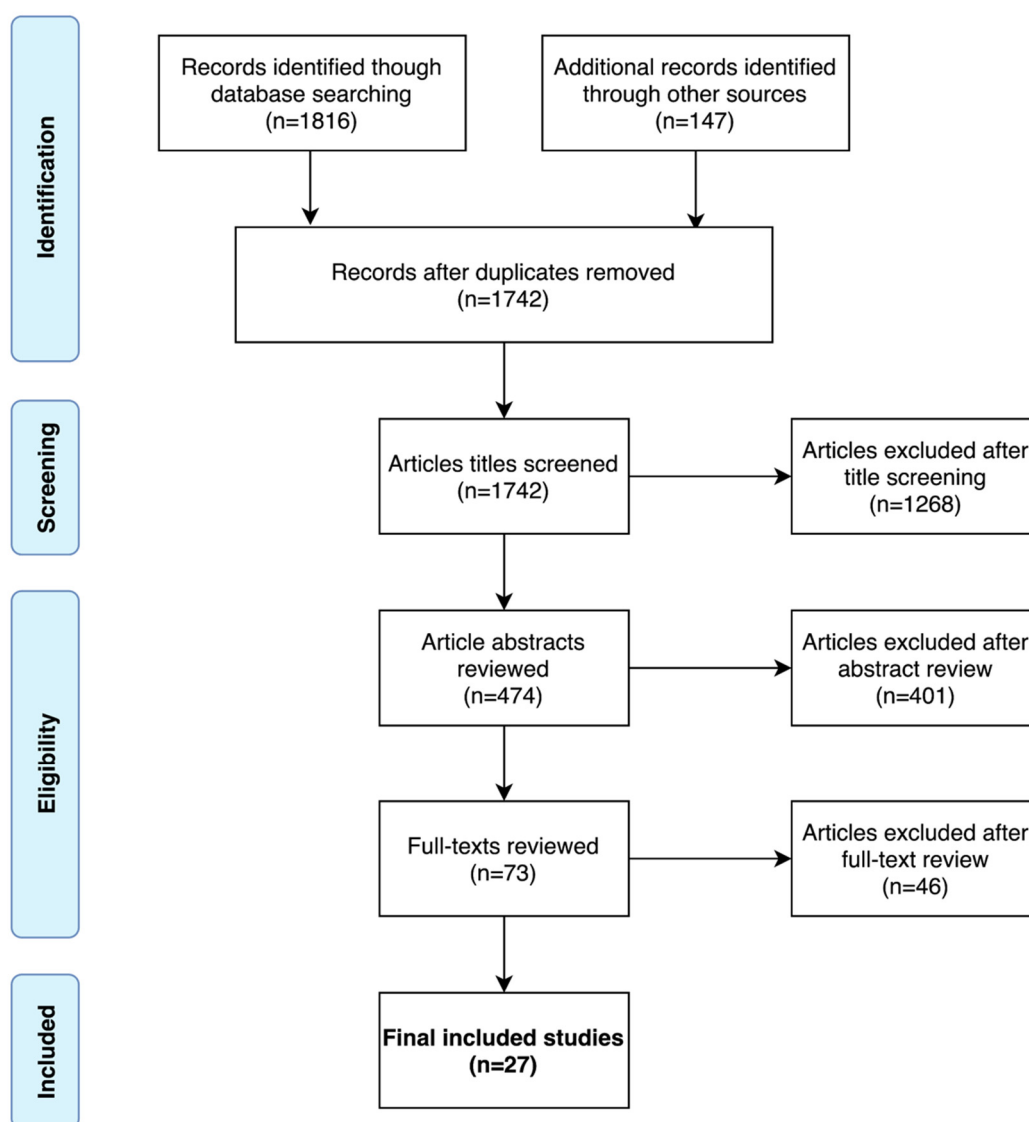 Identification
Records identified though
database searching
(n=1816)
Additional records identified
through other sources
(n=147)
Records after duplicates removed
(n=1742)
Screening
Articles titles screened
(n=1742)
Articles excluded after
title screening
(n=1268)
Eligibility
Article abstracts
reviewed
(n=474)
Articles excluded after
abstract review
(n=401)
Full-texts reviewed
(n=73)
Articles excluded after
full-text review
(n=46)
Included
Final included studies
(n=27)